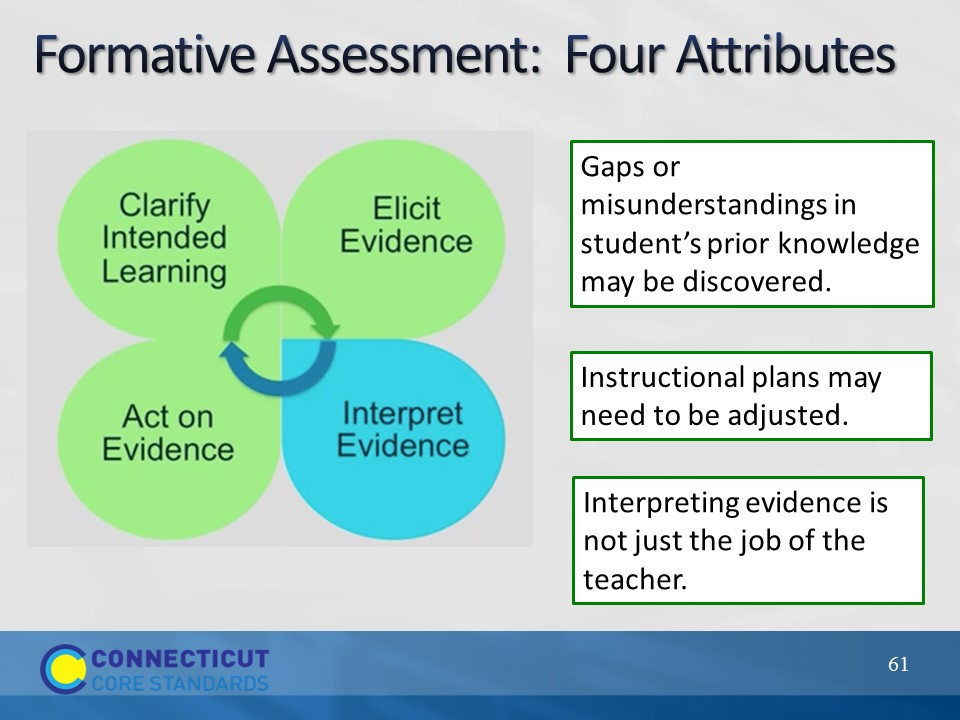 Formative Assessment: Four Attributes
Clarify
Intended
Learning
Elicit
Evidence
Act on
Evidence
Interpret
Evidence
Gaps or
misunderstandings in
student’s prior knowledge
may be discovered.
Instructional plans may
need to be adjusted.
Interpreting evidence is
not just the job of the
teacher.
CONNECTICUT
CORE STANDARDS
61